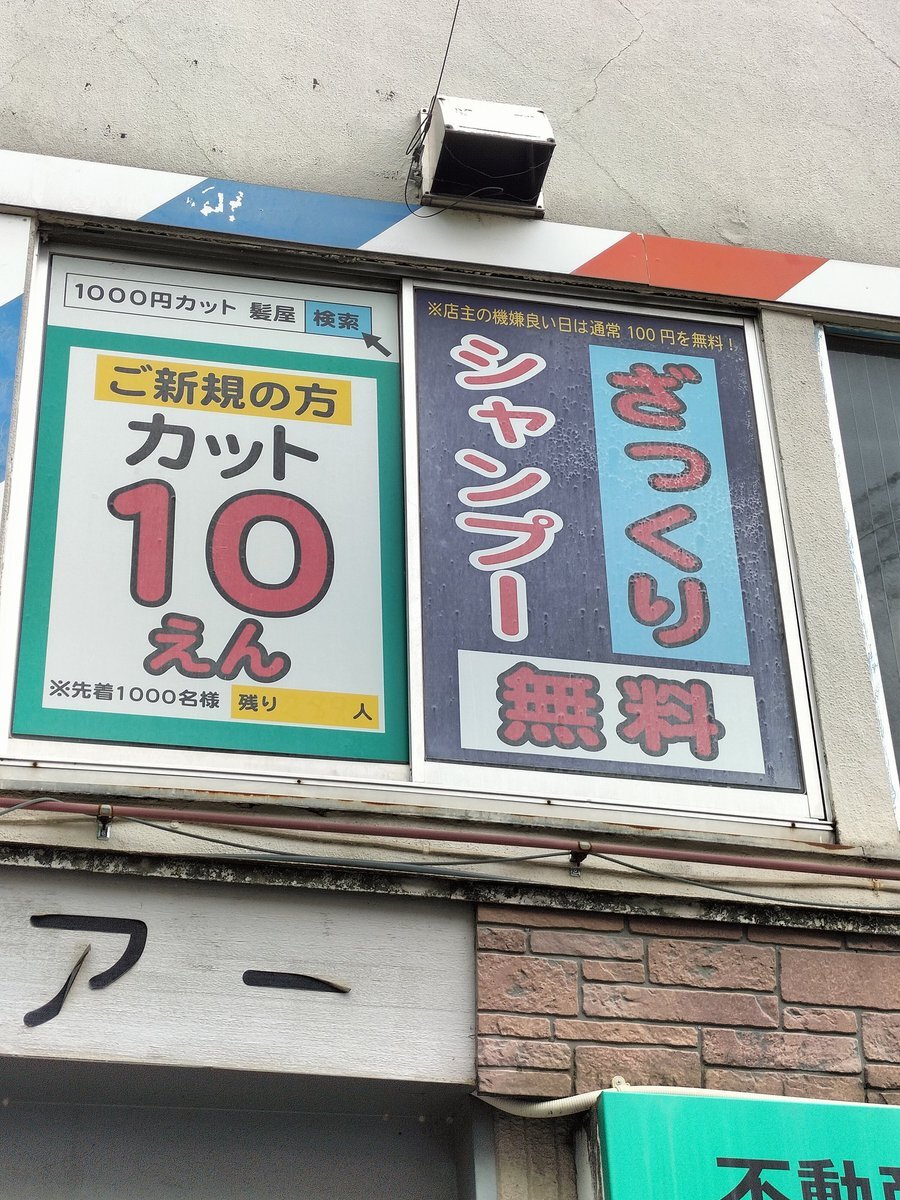 1000円カット 髪屋 検索
ご新規の方
カット
10
えん
※先着1000名様 残り 人
※店主の機嫌良い日は通常100円を無料！
ざっくり
シャンプー
無料
アー
不動産